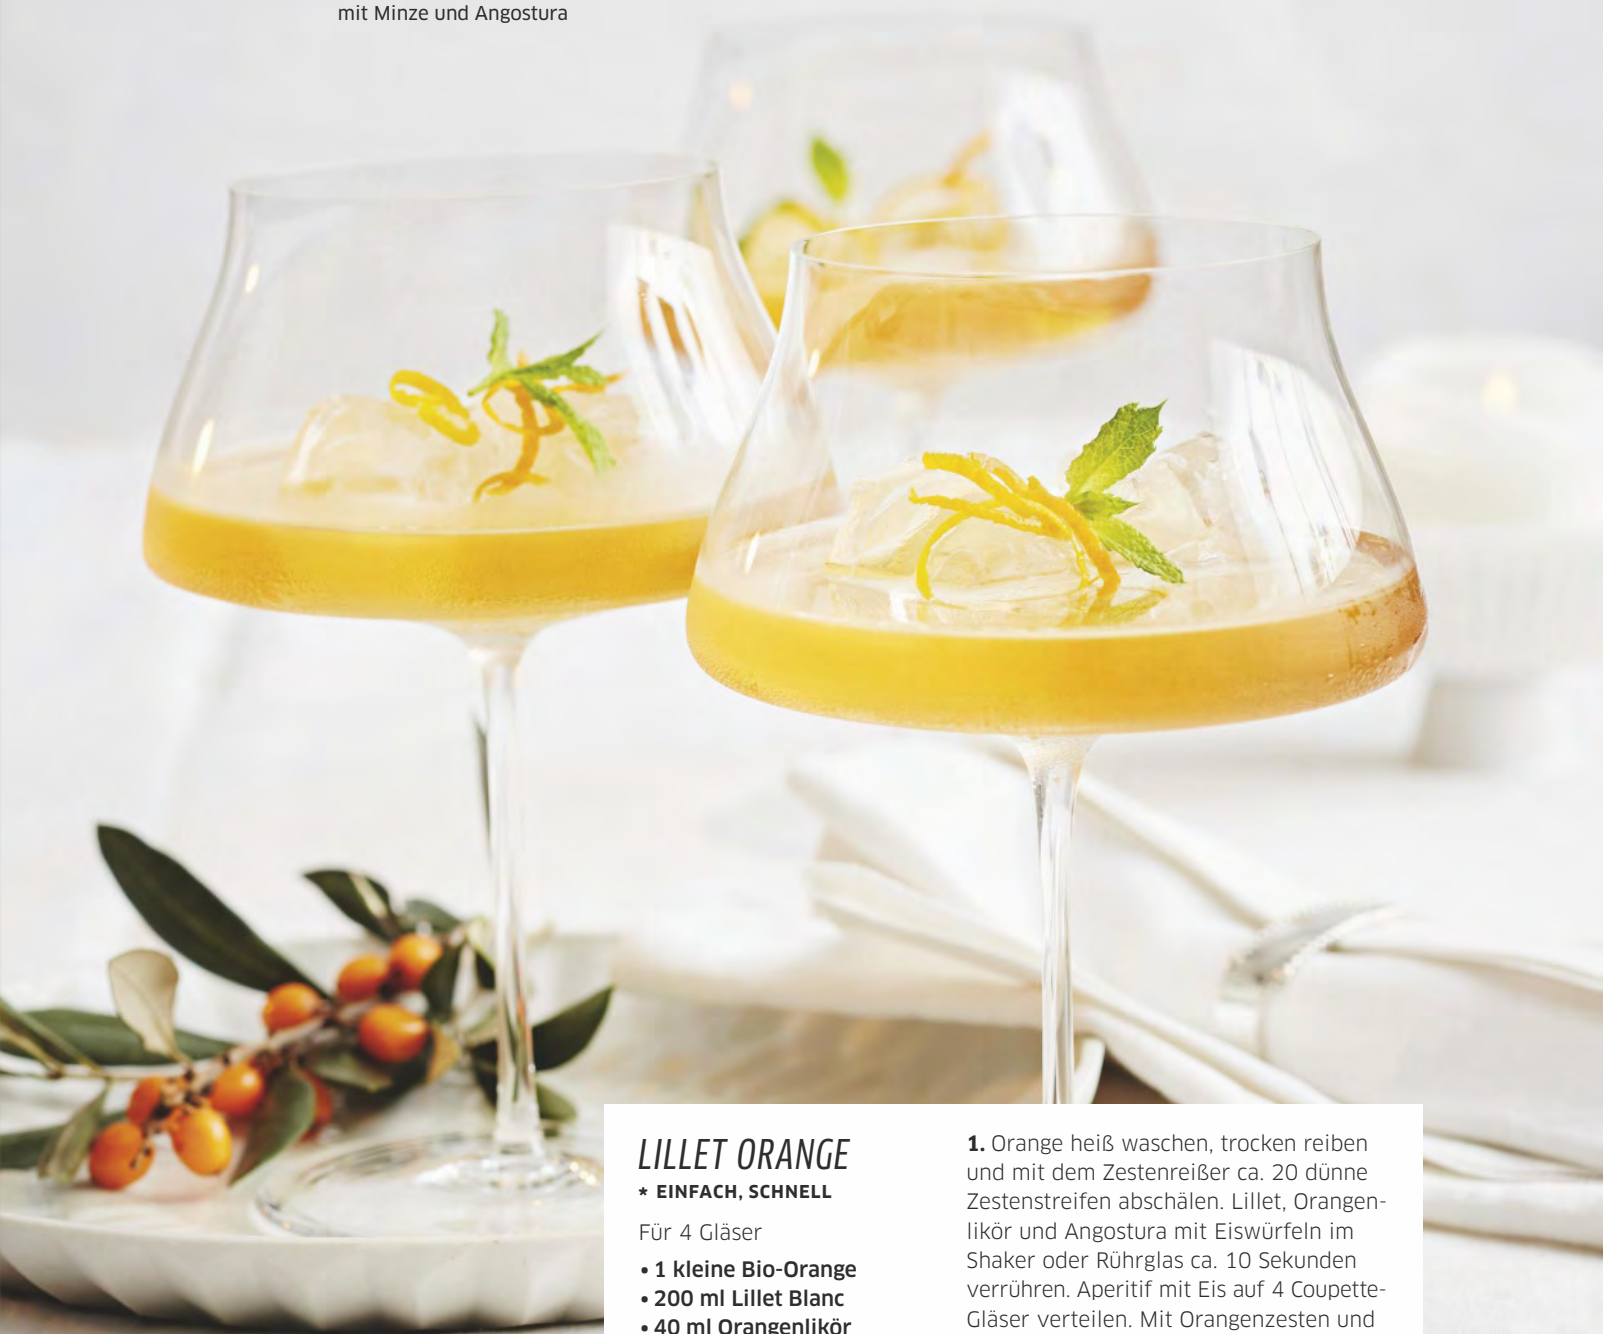 mit Minze und Angostura
LILLET ORANGE
* EINFACH, SCHNELL
Für 4 Gläser
• 1 kleine Bio-Orange
• 200 ml Lillet Blanc
• 40 ml Orangenlikör
1. Orange heiß waschen, trocken reiben
und mit dem Zestenreißer ca. 20 dünne
Zestenstreifen abschälen. Lillet, Orangen-
likör und Angostura mit Eiswürfeln im
Shaker oder Rührglas ca. 10 Sekunden
verrühren. Aperitif mit Eis auf 4 Coupette-
Gläser verteilen. Mit Orangenzesten und